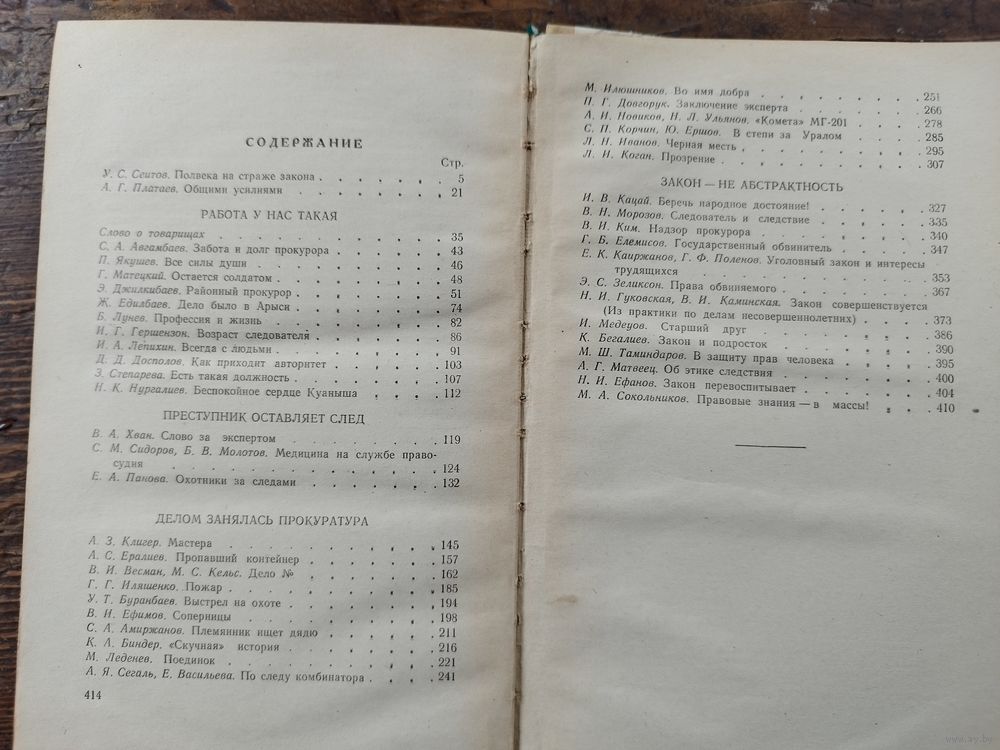 СОДЕРЖАНИЕ
Стр.
У. С. Сеитов. Полвека на страже закона . . . . . . . 5
А. Г. Платаев. Общими усилиями . . . . . . . 21
РАБОТА У НАС ТАКАЯ
Слово о товарищах . . . . . . . 35
С. А. Авгамбаев. Забота и долг прокурора . . . . . 43
П. Якушев. Все силы души . . . . . . . 46
Г. Матецкий. Остается солдатом . . . . . . . 48
Э. Джилкибаев. Районный прокурор . . . . . . . 51
Ж. Едилбаев. Дело было в Арыси . . . . . . . 74
Б. Лунев. Профессия и жизнь . . . . . . . 82
И. Г. Гершензон. Возраст следователя . . . . . . 86
И. А. Лепихин. Всегда с людьми . . . . . . . 91
Д. Д. Досполов. Как приходит авторитет . . . . . 103
З. Степарева. Есть такая должность . . . . . . 107
Н. К. Нургалиев. Беспокойное сердце Куаныша . . . . 112
ПРЕСТУПНИК ОСТАВЛЯЕТ СЛЕД
В. А. Хван. Слово за экспертом . . . . . . . 119
С. М. Сидоров, Б. В. Молотов. Медицина на службе право-
судия . . . . . . . 124
Е. А. Панова. Охотники за следами . . . . . . . 132
ДЕЛОМ ЗАНЯЛАСЬ ПРОКУРАТУРА
А. З. Клигер. Мастера . . . . . . . 145
А. С. Ералиев. Пропавший контейнер . . . . . . . 157
В. И. Весман, М. С. Кельс. Дело № . . . . . . . 162
Г. Г. Иляшенко. Пожар . . . . . . . 185
У. Т. Буранбаев. Выстрел на охоте . . . . . . . 194
В. И. Ефимов. Соперницы . . . . . . . 198
С. А. Амиржанов. Племянник ищет дядю . . . . . . 211
К. А. Биндер. «Скучная» история . . . . . . . 216
М. Леденев. Поединок . . . . . . . 221
А. Я. Сегаль, Е. Васильева. По следу комбинатора . . . . 241
414
М. Илюшников. Во имя добра . . . . . . . 251
П. Г. Довгорук. Заключение эксперта . . . . . . . 266
А. И. Новиков, Н. Л. Ульянов. «Комета» МГ-201 . . . . 278
С. П. Корчин, Ю. Ершов. В степи за Уралом . . . . 285
Л. Н. Иванов. Черная месть . . . . . . . 295
Л. И. Коган. Прозрение . . . . . . . 307
ЗАКОН — НЕ АБСТРАКТНОСТЬ
И. В. Кацай. Беречь народное достояние! . . . . . 327
В. Н. Морозов. Следователь и следствие . . . . . 335
В. И. Ким. Надзор прокурора . . . . . . . 340
Г. Б. Елемисов. Государственный обвинитель . . . . 347
Е. К. Каиржанов, Г. Ф. Поленов. Уголовный закон и интересы
трудящихся . . . . . . . 353
Э. С. Зеликсон. Права обвиняемого . . . . . . . 367
Н. И. Гуковская, В. И. Каминская. Закон совершенствуется
(Из практики по делам несовершеннолетних) . . . . 373
И. Медеуов. Старший друг . . . . . . . 386
К. Бегалиев. Закон и подросток . . . . . . . 390
М. Ш. Таминдаров. В защиту прав человека . . . . 395
А. Г. Матвеец. Об этике следствия . . . . . . . 400
Н. И. Ефанов. Закон перевоспитывает . . . . . . 404
М. А. Сокольников. Правовые знания — в массы! . . . 410
www.ay.by